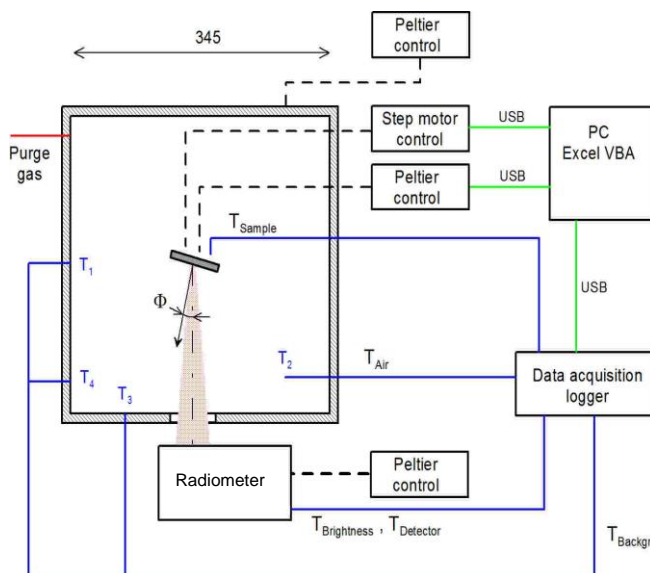 345
Peltier
control
Step motor
control
USB
PC
Excel VBA
Purge
gas
Peltier
control
USB
T_Sample
T_1
Φ
USB
T_2
T_Air
T_4
T_3
Data acquisition
logger
Radiometer
Peltier
control
T_Brightness , T_Detector
T_Backgr